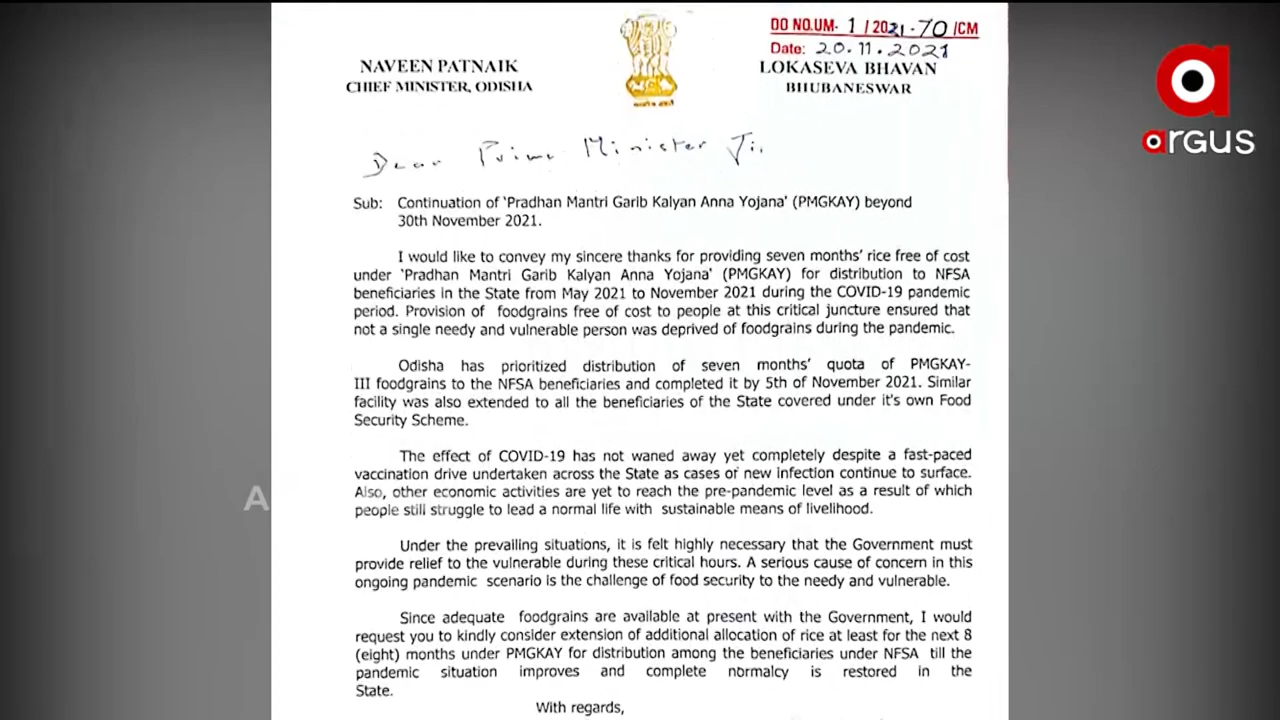 DO NO.UM- 1 / 2021-70 /CM
Date: 20.11.2021
NAVEEN PATNAIK
CHIEF MINISTER, ODISHA
LOKASEVA BHAVAN
BHUBANESWAR
argus
Dear Prime Minister Ji,
Sub: Continuation of 'Pradhan Mantri Garib Kalyan Anna Yojana' (PMGKAY) beyond
30th November 2021.
I would like to convey my sincere thanks for providing seven months' rice free of cost
under 'Pradhan Mantri Garib Kalyan Anna Yojana' (PMGKAY) for distribution to NFSA
beneficiaries in the State from May 2021 to November 2021 during the COVID-19 pandemic
period. Provision of foodgrains free of cost to people at this critical juncture ensured that
not a single needy and vulnerable person was deprived of foodgrains during the pandemic.
Odisha has prioritized distribution of seven months' quota of PMGKAY-
III foodgrains to the NFSA beneficiaries and completed it by 5th of November 2021. Similar
facility was also extended to all the beneficiaries of the State covered under it's own Food
Security Scheme.
The effect of COVID-19 has not waned away yet completely despite a fast-paced
vaccination drive undertaken across the State as cases of new infection continue to surface.
Also, other economic activities are yet to reach the pre-pandemic level as a result of which
people still struggle to lead a normal life with sustainable means of livelihood.
Under the prevailing situations, it is felt highly necessary that the Government must
provide relief to the vulnerable during these critical hours. A serious cause of concern in this
ongoing pandemic scenario is the challenge of food security to the needy and vulnerable.
Since adequate foodgrains are available at present with the Government, I would
request you to kindly consider extension of additional allocation of rice at least for the next 8
(eight) months under PMGKAY for distribution among the beneficiaries under NFSA till the
pandemic situation improves and complete normalcy is restored in the
State.
With regards,